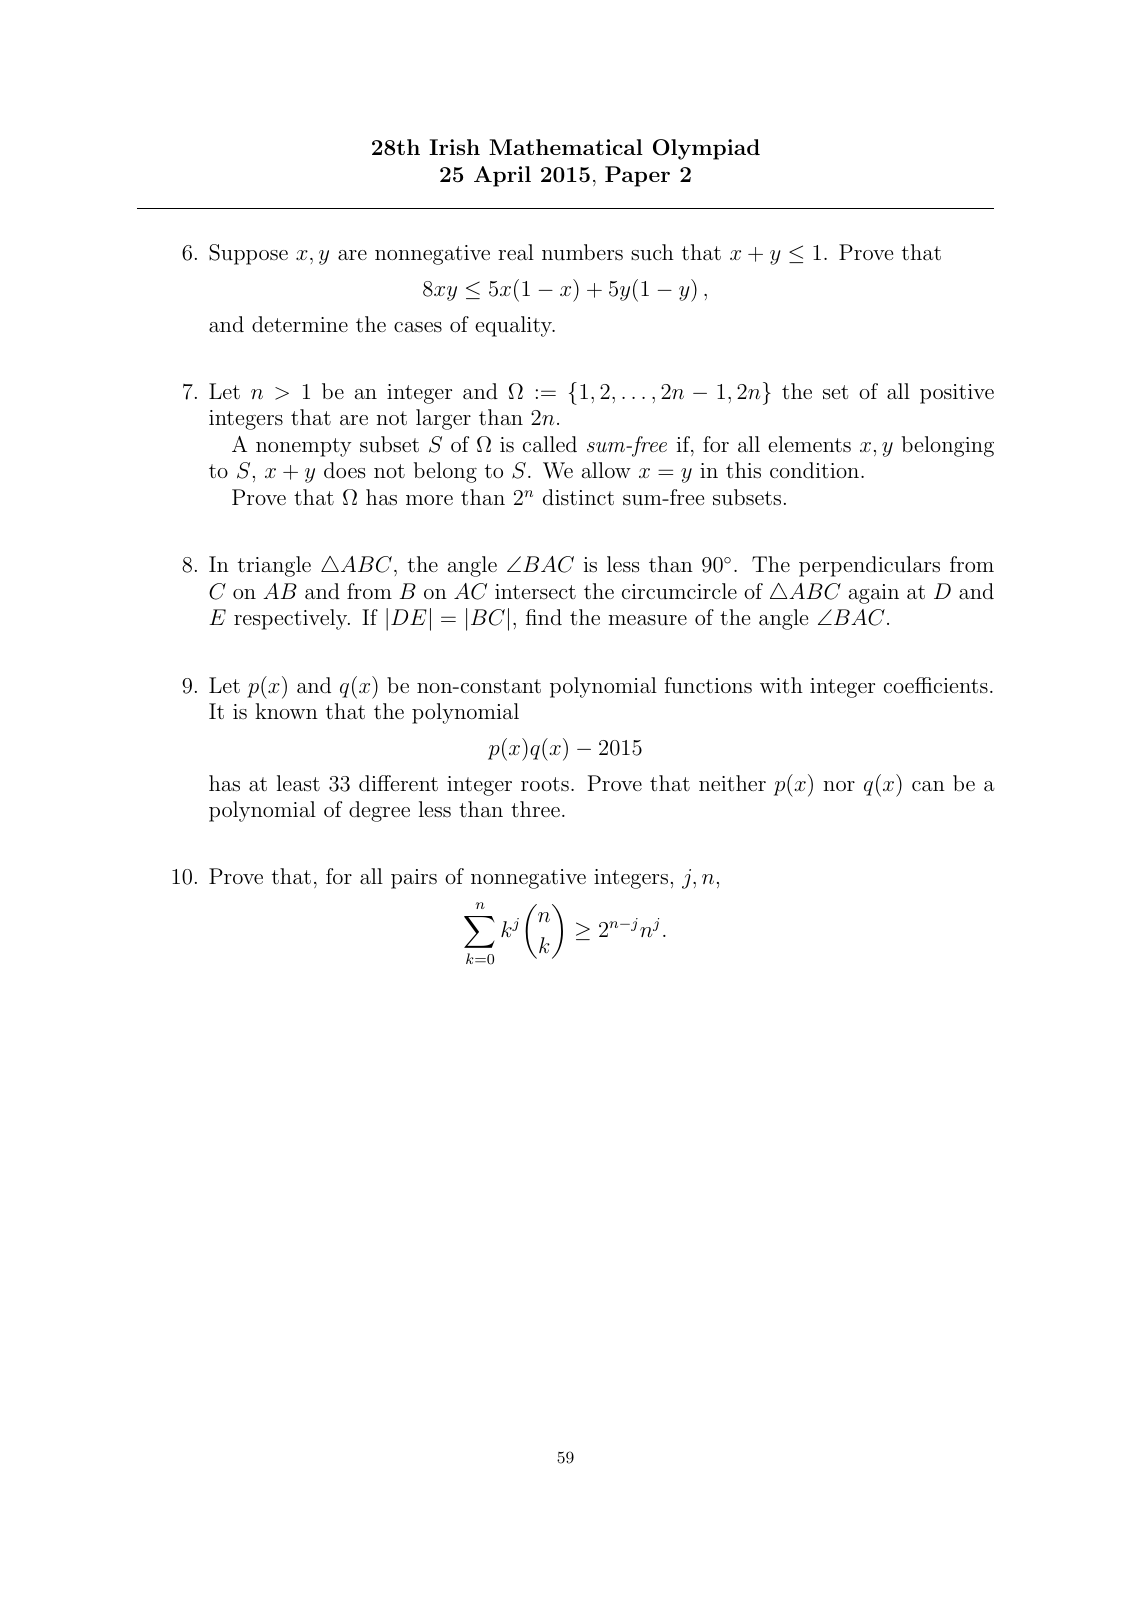 28th Irish Mathematical Olympiad
25 April 2015, Paper 2
6. Suppose x, y are nonnegative real numbers such that x + y ≤ 1. Prove that
8xy ≤ 5x(1 − x) + 5y(1 − y) ,
and determine the cases of equality.
7. Let n > 1 be an integer and Ω := {1, 2, . . . , 2n − 1, 2n} the set of all positive
integers that are not larger than 2n.
A nonempty subset S of Ω is called sum-free if, for all elements x, y belonging
to S, x + y does not belong to S. We allow x = y in this condition.
Prove that Ω has more than 2ⁿ distinct sum-free subsets.
8. In triangle △ABC, the angle ∠BAC is less than 90°. The perpendiculars from
C on AB and from B on AC intersect the circumcircle of △ABC again at D and
E respectively. If |DE| = |BC|, find the measure of the angle ∠BAC.
9. Let p(x) and q(x) be non-constant polynomial functions with integer coefficients.
It is known that the polynomial
p(x)q(x) − 2015
has at least 33 different integer roots. Prove that neither p(x) nor q(x) can be a
polynomial of degree less than three.
10. Prove that, for all pairs of nonnegative integers, j, n,
\sum_{k=0}^{n} k^j \binom{n}{k} ≥ 2^{n−j} n^j.
59